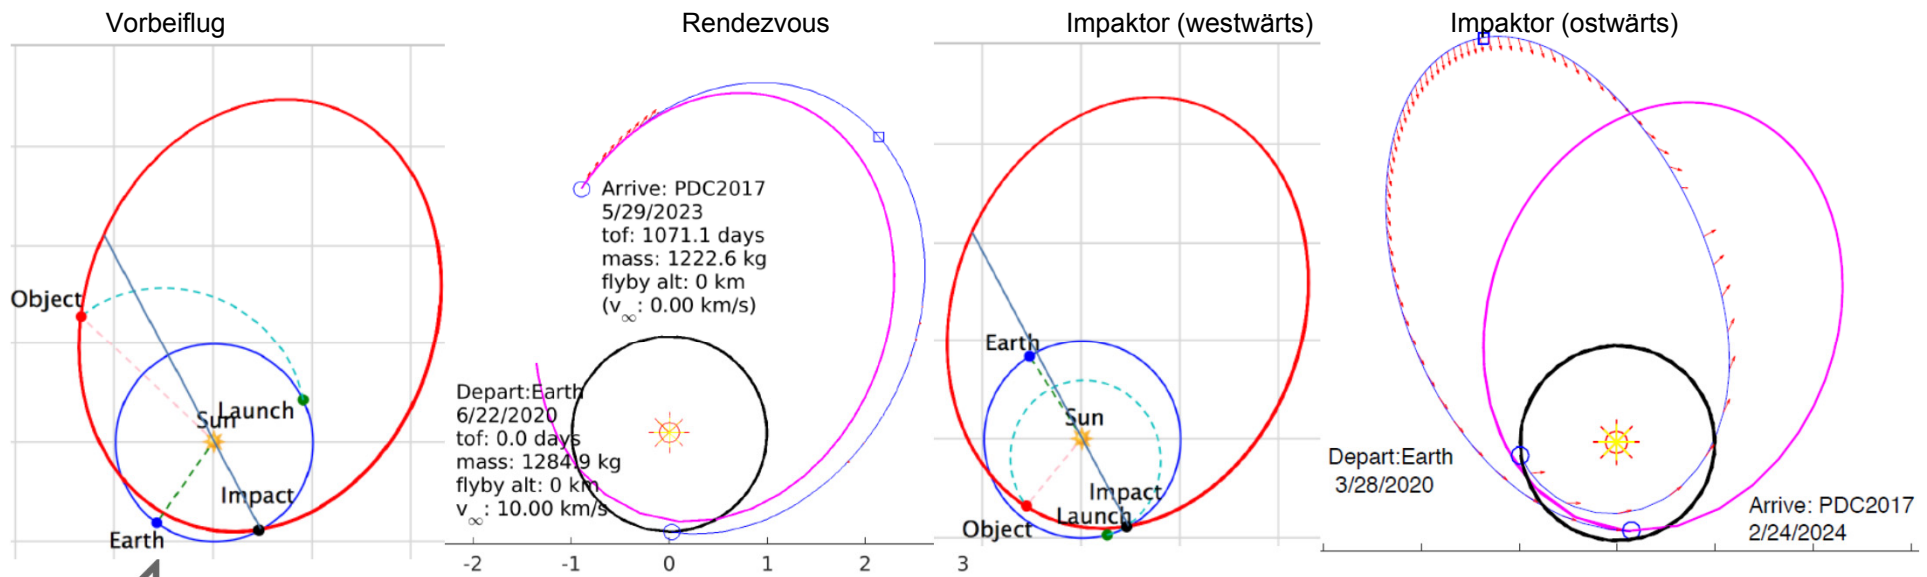 Vorbeiflug
Rendezvous
Impaktor (westwärts)
Impaktor (ostwärts)
Object
Sun
Launch
Impact
Earth
Arrive: PDC2017
5/29/2023
tof: 1071.1 days
mass: 1222.6 kg
flyby alt: 0 km
(v∞: 0.00 km/s)
Depart:Earth
6/22/2020
tof: 0.0 days
mass: 1284.9 kg
flyby alt: 0 km
v∞: 10.00 km/s
-2 -1 0 1 2 3
Earth
Sun
Impact
Launch
Object
Depart:Earth
3/28/2020
Arrive: PDC2017
2/24/2024